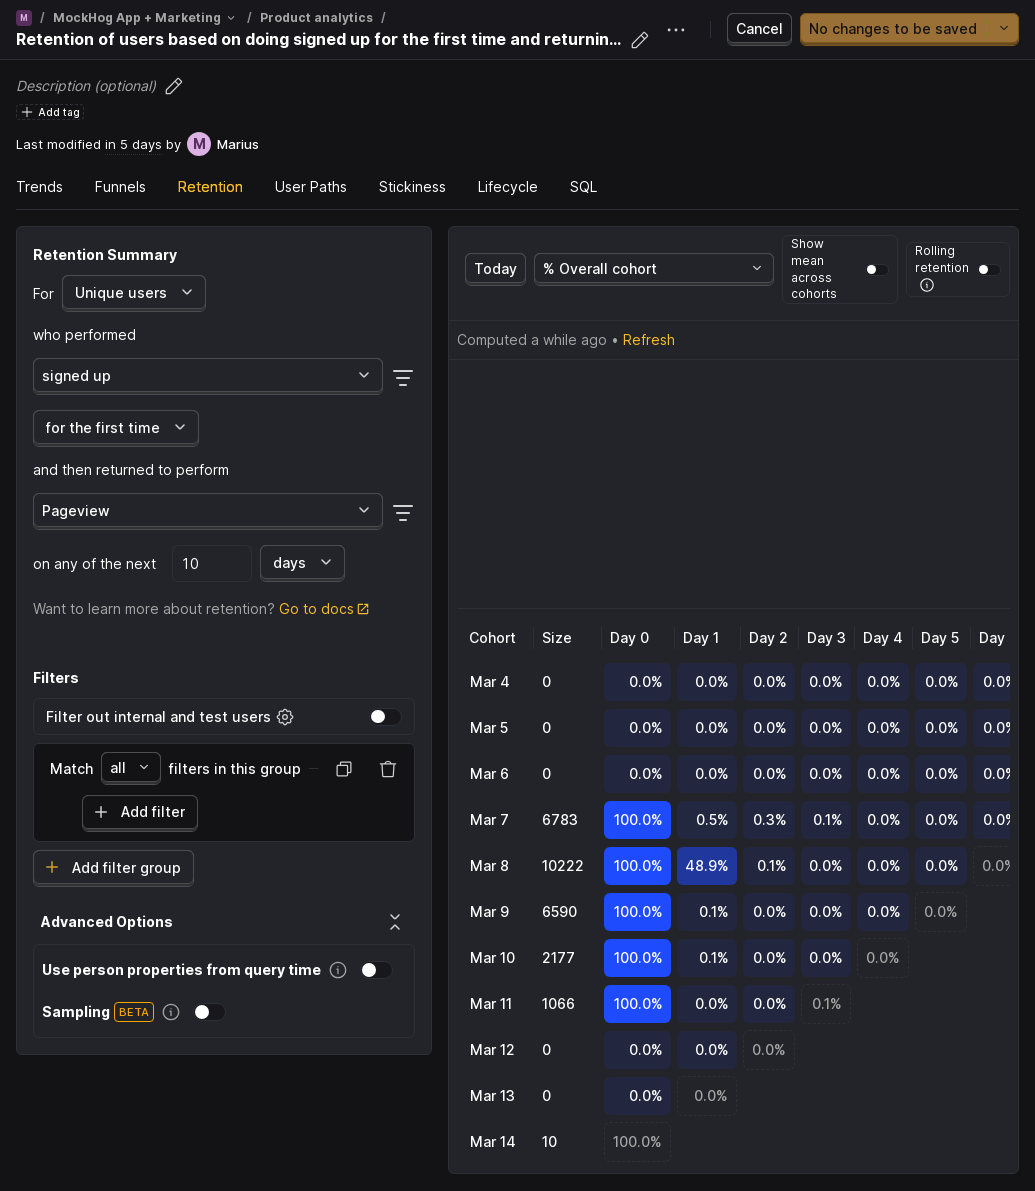 M / MockHog App + Marketing / Product analytics /
Retention of users based on doing signed up for the first time and returnin...
Cancel
No changes to be saved
Description (optional)
Add tag
Last modified in 5 days by M Marius
Trends Funnels Retention User Paths Stickiness Lifecycle SQL
Retention Summary
For Unique users
who performed
signed up
for the first time
and then returned to perform
Pageview
on any of the next 10 days
Want to learn more about retention? Go to docs
Filters
Filter out internal and test users
Match all filters in this group
Add filter
Add filter group
Advanced Options
Use person properties from query time
Sampling BETA
Today
% Overall cohort
Show
mean
across
cohorts
Rolling
retention
Computed a while ago • Refresh
Cohort Size Day 0 Day 1 Day 2 Day 3 Day 4 Day 5 Day
Mar 4 0 0.0% 0.0% 0.0% 0.0% 0.0% 0.0% 0.0%
Mar 5 0 0.0% 0.0% 0.0% 0.0% 0.0% 0.0% 0.0%
Mar 6 0 0.0% 0.0% 0.0% 0.0% 0.0% 0.0% 0.0%
Mar 7 6783 100.0% 0.5% 0.3% 0.1% 0.0% 0.0% 0.0%
Mar 8 10222 100.0% 48.9% 0.1% 0.0% 0.0% 0.0% 0.0%
Mar 9 6590 100.0% 0.1% 0.0% 0.0% 0.0% 0.0%
Mar 10 2177 100.0% 0.1% 0.0% 0.0% 0.0%
Mar 11 1066 100.0% 0.0% 0.0% 0.1%
Mar 12 0 0.0% 0.0% 0.0%
Mar 13 0 0.0% 0.0%
Mar 14 10 100.0%